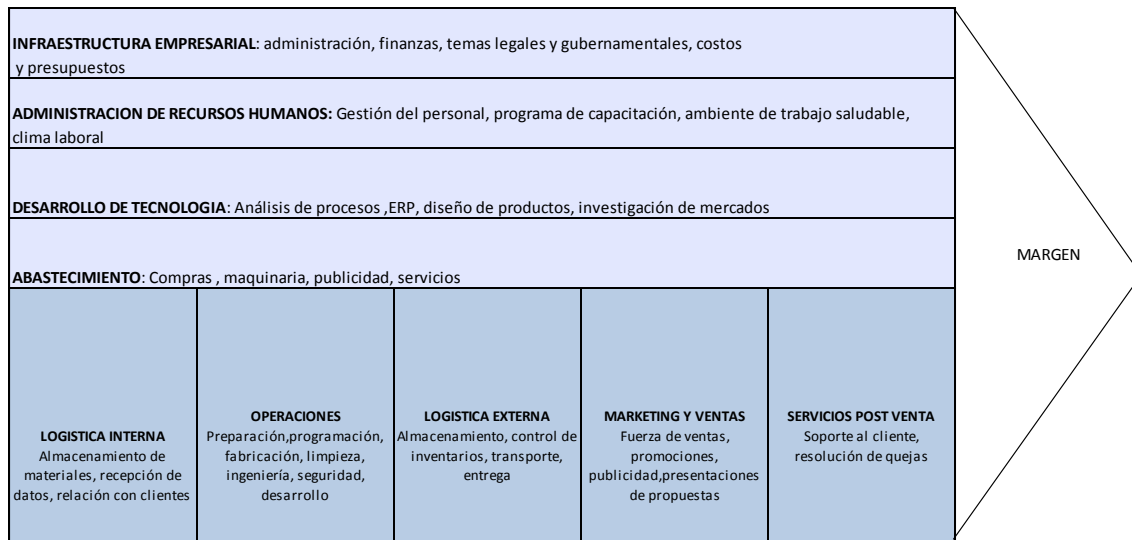 INFRAESTRUCTURA EMPRESARIAL: administración, finanzas, temas legales y gubernamentales, costos
y presupuestos
ADMINISTRACION DE RECURSOS HUMANOS: Gestión del personal, programa de capacitación, ambiente de trabajo saludable,
clima laboral
DESARROLLO DE TECNOLOGIA: Análisis de procesos ,ERP, diseño de productos, investigación de mercados
ABASTECIMIENTO: Compras , maquinaria, publicidad, servicios
MARGEN
LOGISTICA INTERNA
Almacenamiento de
materiales, recepción de
datos, relación con clientes
OPERACIONES
Preparación,programación,
fabricación, limpieza,
ingeniería, seguridad,
desarrollo
LOGISTICA EXTERNA
Almacenamiento, control de
inventarios, transporte,
entrega
MARKETING Y VENTAS
Fuerza de ventas,
promociones,
publicidad,presentaciones
de propuestas
SERVICIOS POST VENTA
Soporte al cliente,
resolución de quejas